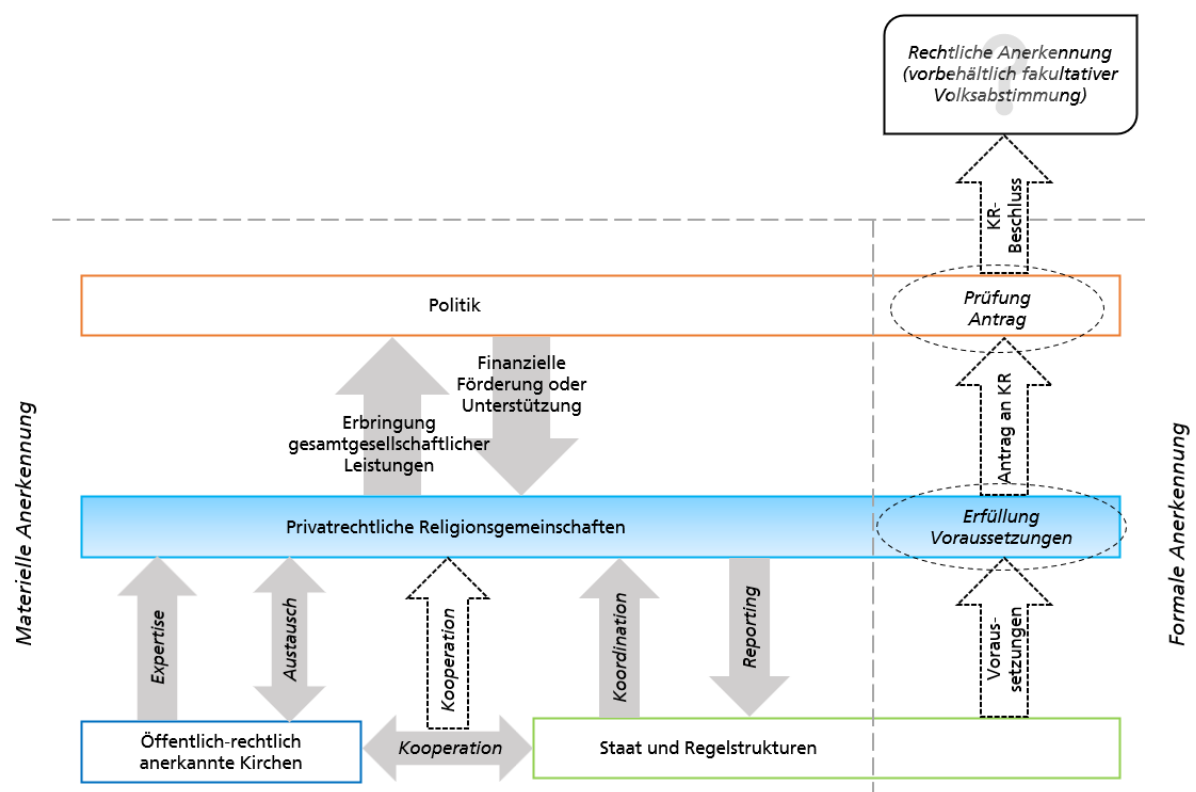 Rechtliche Anerkennung
(vorbehältlich fakultativer
Volksabstimmung)
?
KR-
Beschluss
Politik
Prüfung
Antrag
Finanzielle
Förderung oder
Unterstützung
Erbringung
gesamtgesellschaftlicher
Leistungen
Antrag an KR
Materielle Anerkennung
Formale Anerkennung
Privatrechtliche Religionsgemeinschaften
Erfüllung
Voraussetzungen
Expertise
Austausch
Kooperation
Koordination
Reporting
Voraus-
setzungen
Öffentlich-rechtlich
anerkannte Kirchen
Kooperation
Staat und Regelstrukturen